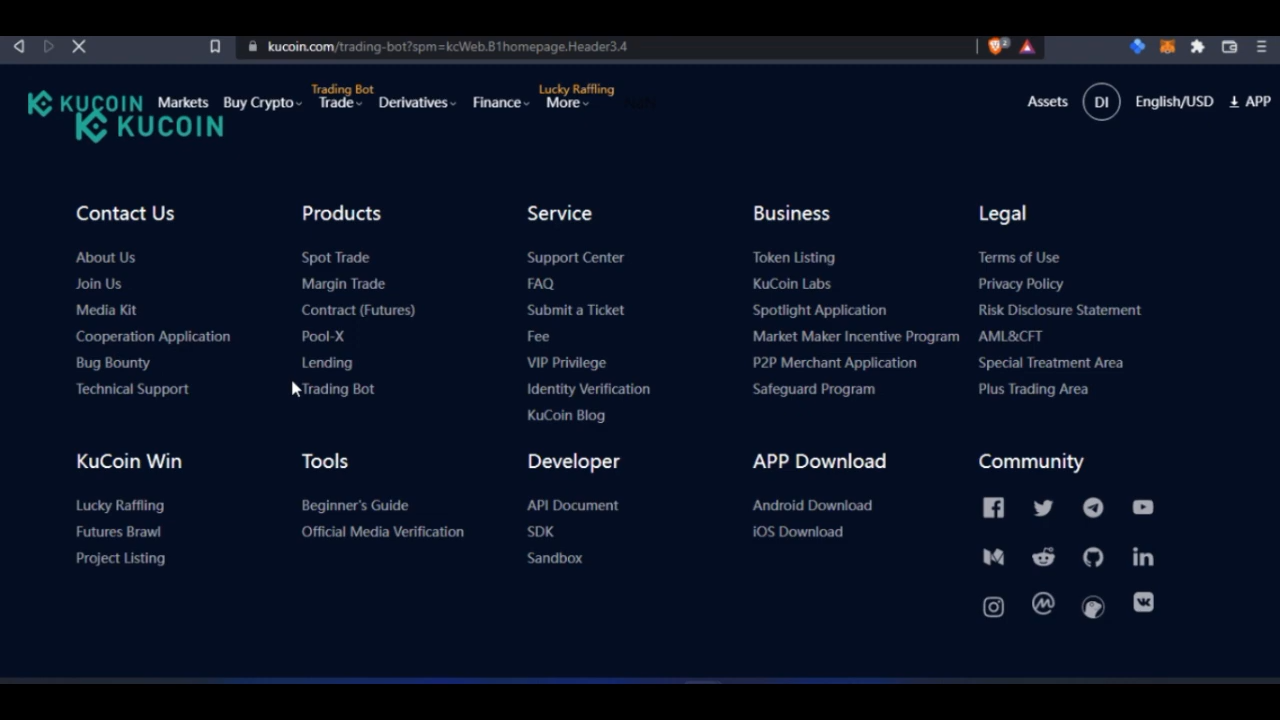 kucoin.com/trading-bot?spm=kcWeb.B1homepage.Header3.4
2
Trading Bot
Lucky Raffling
KUCOIN
Markets
Buy Crypto
Trade
Derivatives
Finance
More
Assets
DI
English/USD
APP
KUCOIN
Contact Us
About Us
Join Us
Media Kit
Cooperation Application
Bug Bounty
Technical Support
Products
Spot Trade
Margin Trade
Contract (Futures)
Pool-X
Lending
Trading Bot
Service
Support Center
FAQ
Submit a Ticket
Fee
VIP Privilege
Identity Verification
KuCoin Blog
Business
Token Listing
KuCoin Labs
Spotlight Application
Market Maker Incentive Program
P2P Merchant Application
Safeguard Program
Legal
Terms of Use
Privacy Policy
Risk Disclosure Statement
AML&CFT
Special Treatment Area
Plus Trading Area
KuCoin Win
Lucky Raffling
Futures Brawl
Project Listing
Tools
Beginner's Guide
Official Media Verification
Developer
API Document
SDK
Sandbox
APP Download
Android Download
iOS Download
Community